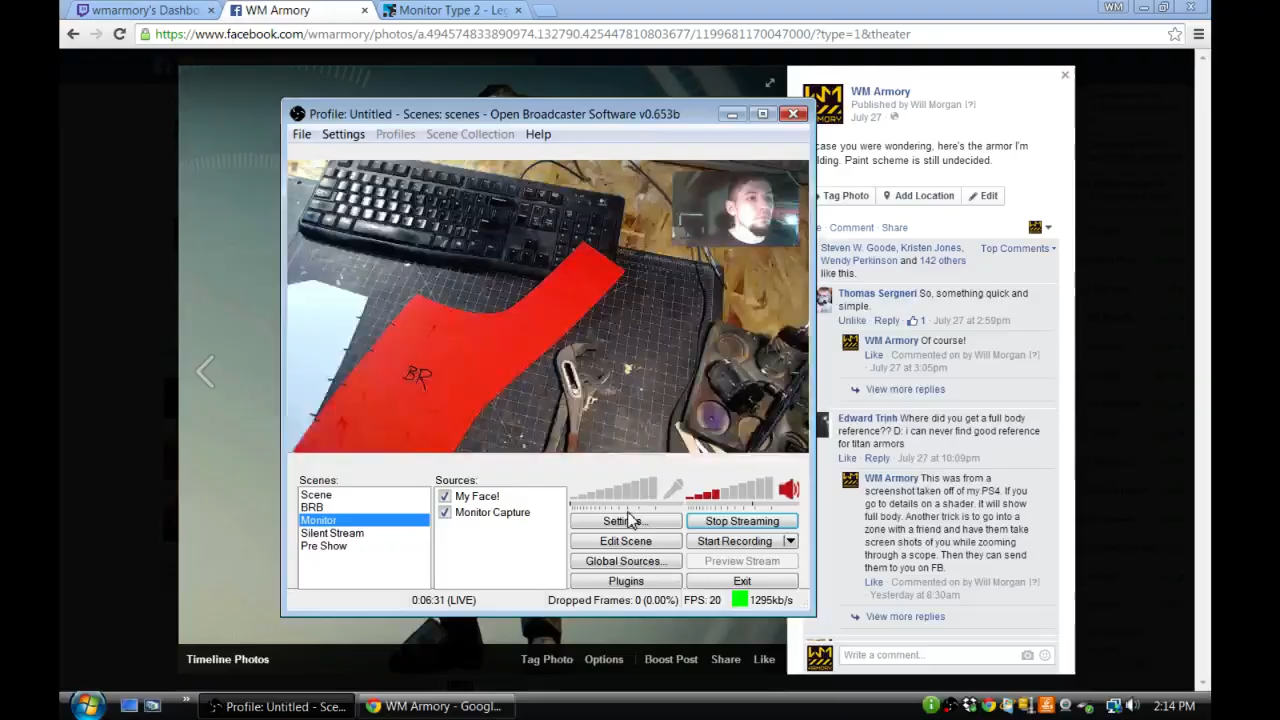 wmarmory's Dashbo
WM Armory
Monitor Type 2 - Leg
WM
https://www.facebook.com/wmarmory/photos/a.494574833890974.132790.425447810803677/1199681170047000/?type=1&theater
WM Armory
Published by Will Morgan [?]
July 27
case you were wondering, here's the armor I'm
lding. Paint scheme is still undecided.
Tag Photo
Add Location
Edit
Comment Share
Steven W. Goode, Kristen Jones,
Wendy Perkinson and 142 others
like this.
Top Comments
Thomas Sergneri So, something quick and
simple.
Unlike · Reply · 1 · July 27 at 2:59pm
WM Armory Of course!
Like · Commented on by Will Morgan [?]
· July 27 at 3:05pm
View more replies
Edward Trinh Where did you get a full body
reference?? D: i can never find good reference
for titan armors
Like · Reply · July 27 at 10:09pm
WM Armory This was from a
screenshot taken off of my PS4. If you
go to details on a shader. it will show
full body. Another trick is to go into a
zone with a friend and have them take
screen shots of you while zooming
through a scope. Then they can send
them to you on FB.
Like · Commented on by Will Morgan [?] ·
Yesterday at 8:30am
View more replies
Write a comment...
Profile: Untitled - Scenes: scenes - Open Broadcaster Software v0.653b
File Settings Profiles Scene Collection Help
BR
Scenes:
Scene
BRB
Monitor
Silent Stream
Pre Show
Sources:
My Face!
Monitor Capture
Settings...
Stop Streaming
Edit Scene
Start Recording
Global Sources...
Preview Stream
Plugins
Exit
0:06:31 (LIVE)
Dropped Frames: 0 (0.00%)
FPS: 20
1295kb/s
Timeline Photos
Tag Photo
Options
Boost Post
Share
Like
Profile: Untitled - Sce...
WM Armory - Googl...
2:14 PM